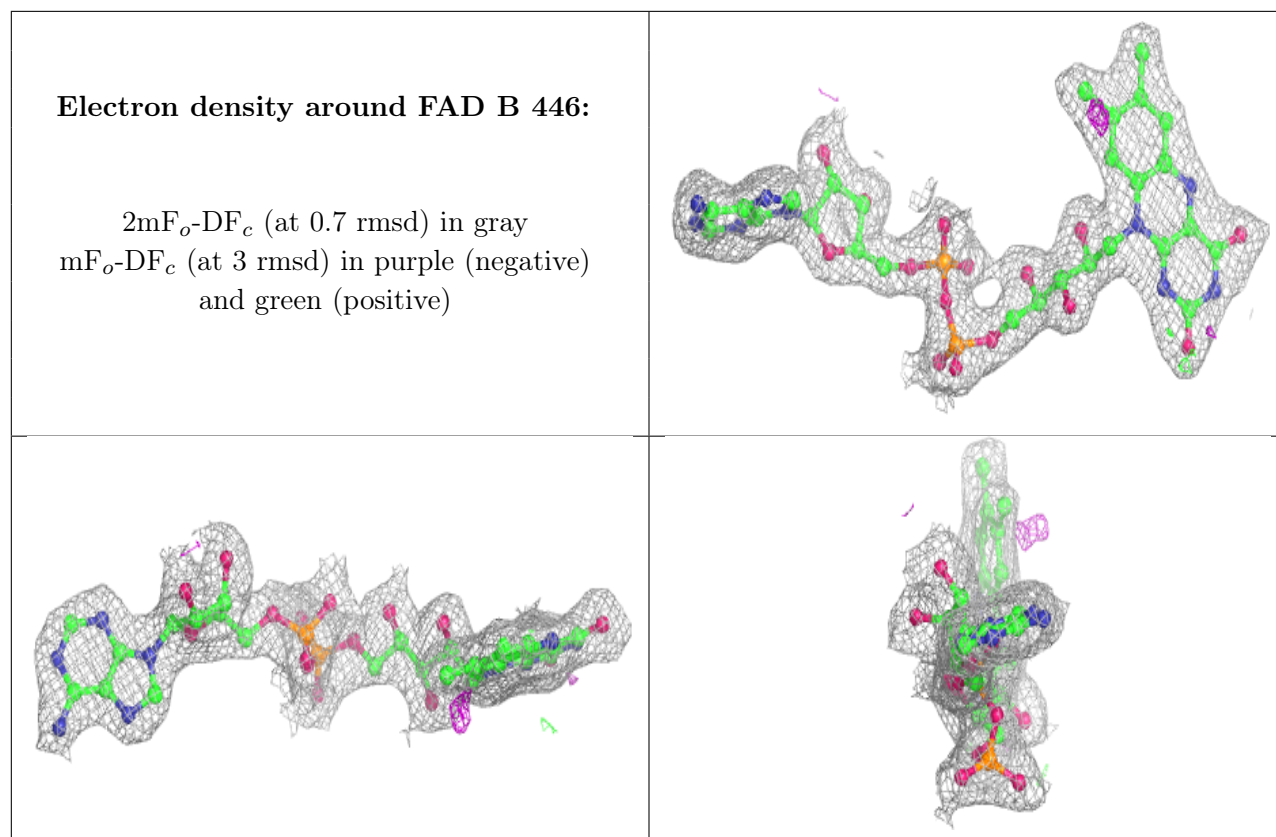 Electron density around FAD B 446:
2mFo-DFc (at 0.7 rmsd) in gray
mFo-DFc (at 3 rmsd) in purple (negative)
and green (positive)